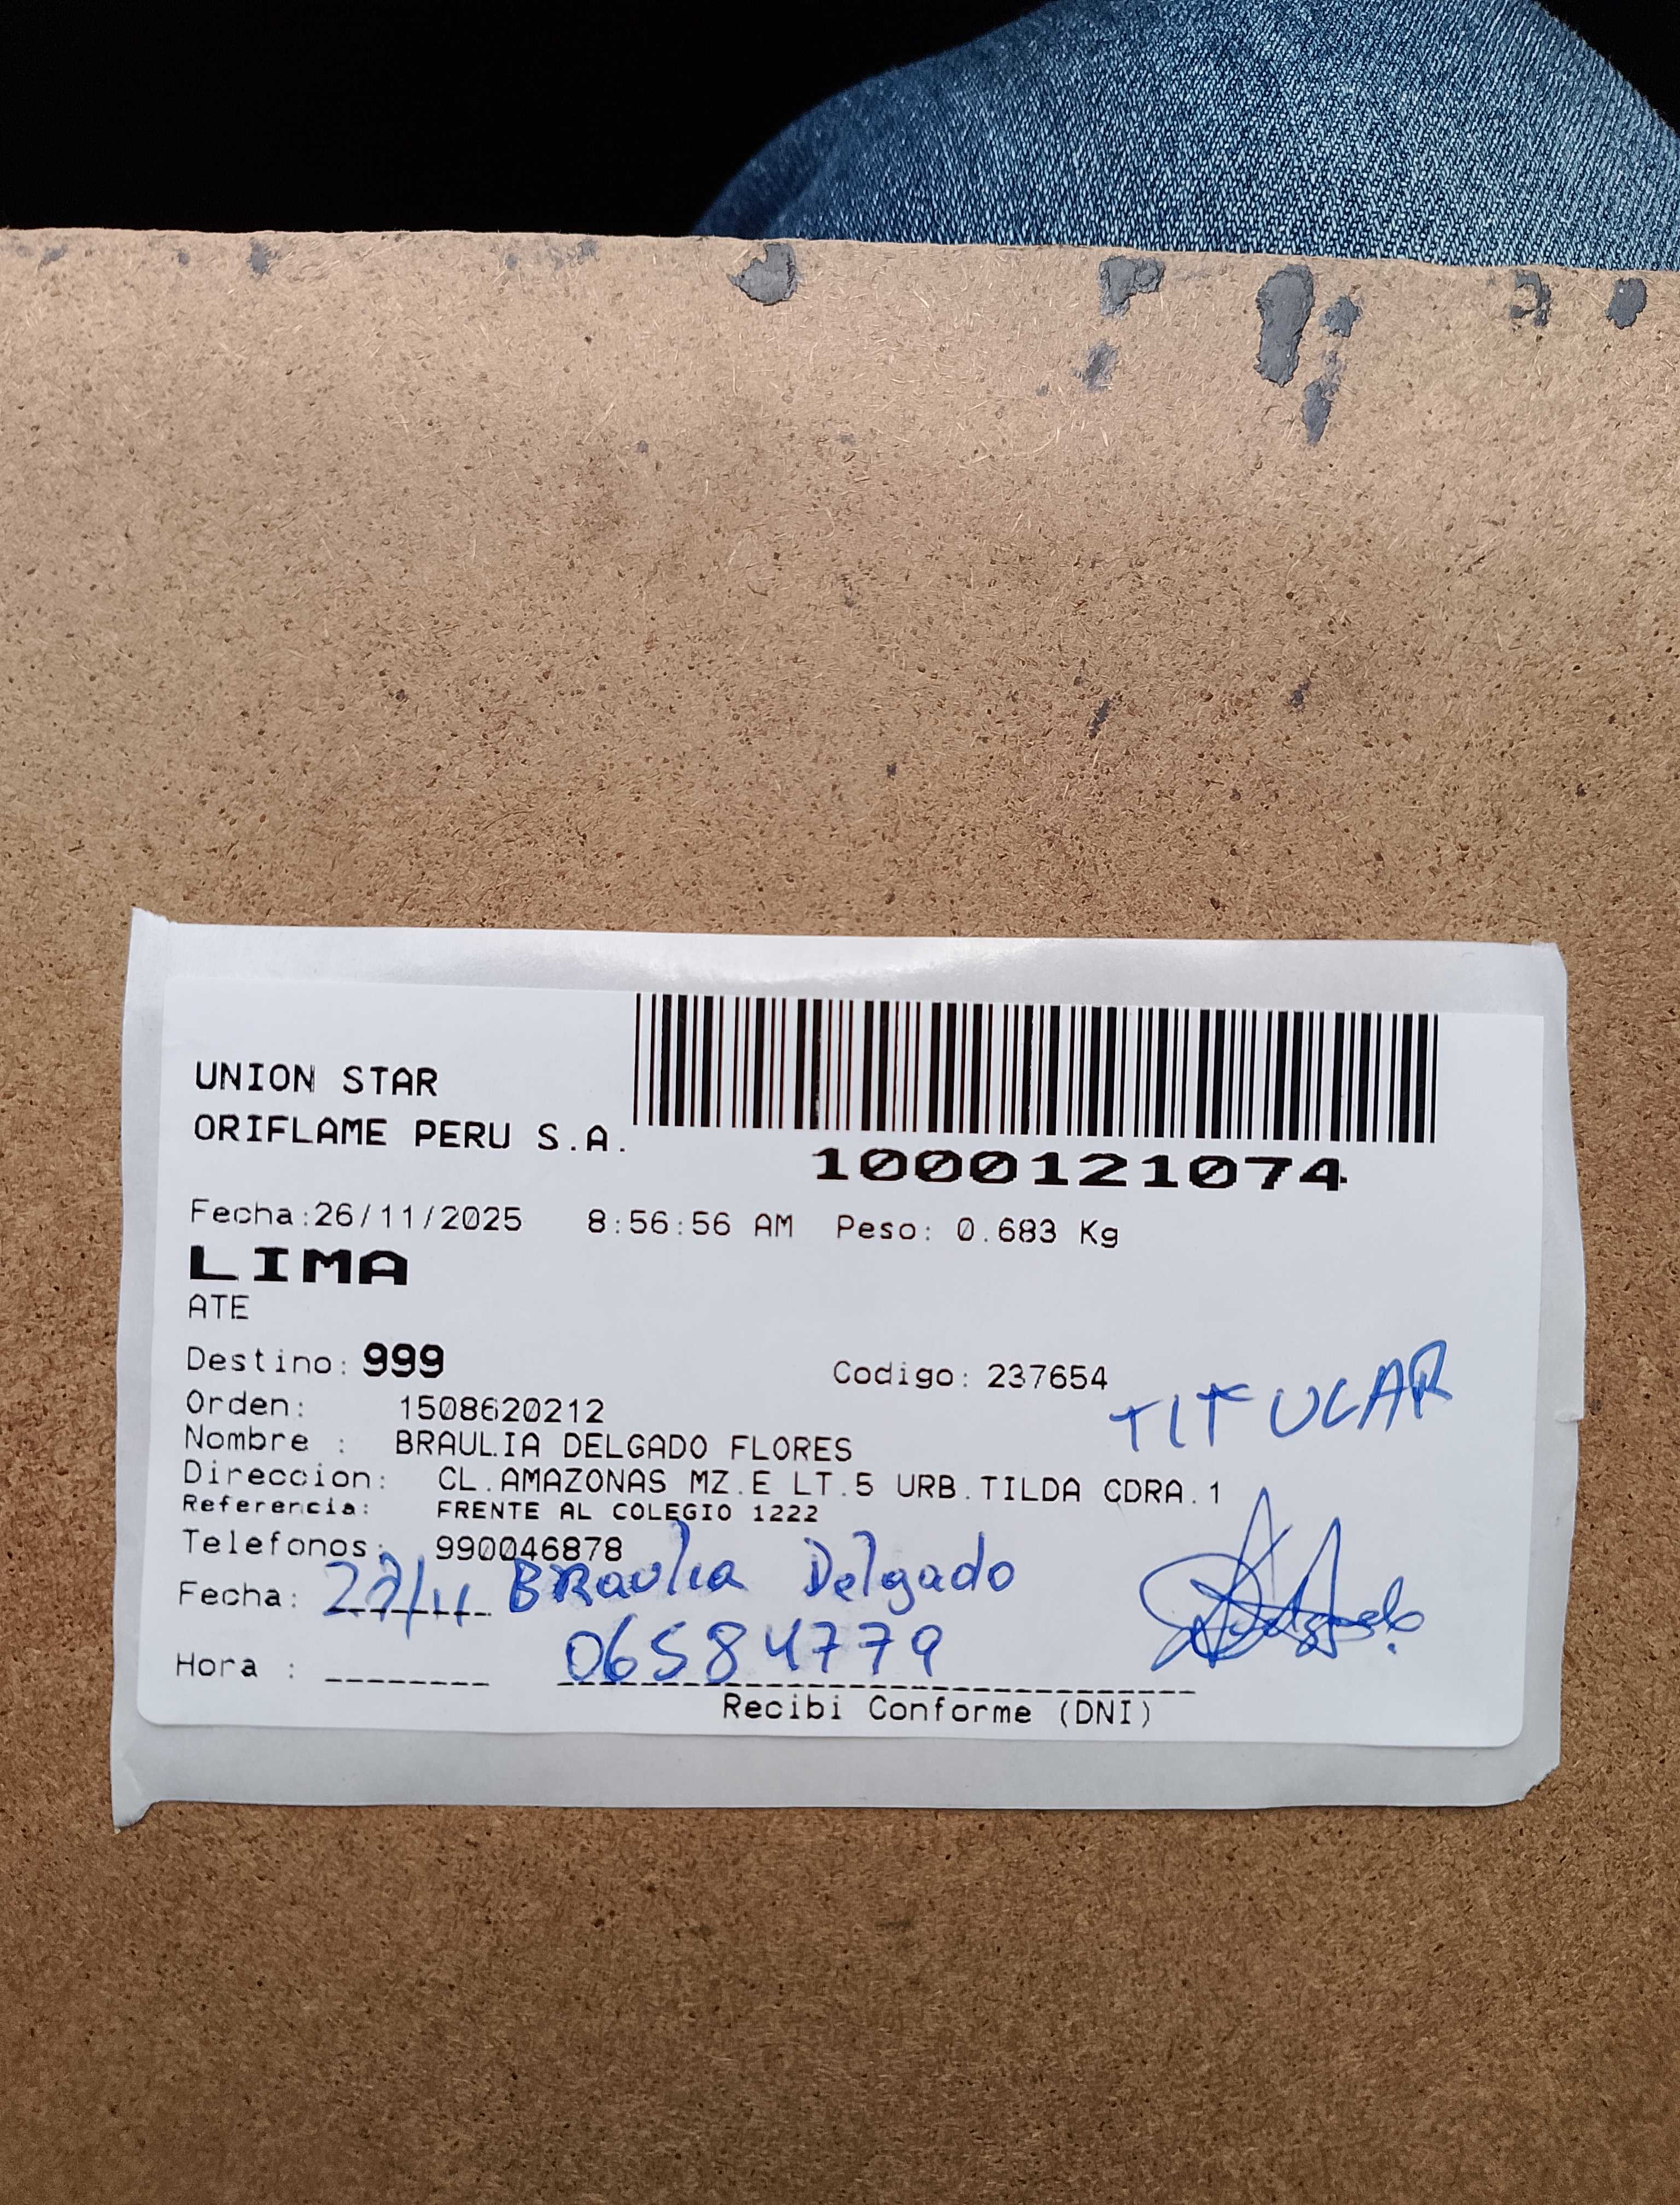 UNION STAR
ORIFLAME PERU S.A.
1000121074
Fecha:26/11/2025 8:56:56 AM Peso: 0.683 Kg
LIMA
ATE
Destino: 999 Codigo: 237654
TITULAR
Orden: 1508620212
Nombre : BRAULIA DELGADO FLORES
Direccion: CL.AMAZONAS MZ.E LT.5 URB.TILDA CDRA.1
Referencia: FRENTE AL COLEGIO 1222
Telefonos: 990046878
Fecha: Braulia Delgado
06584779
Hora :
Recibi Conforme (DNI)